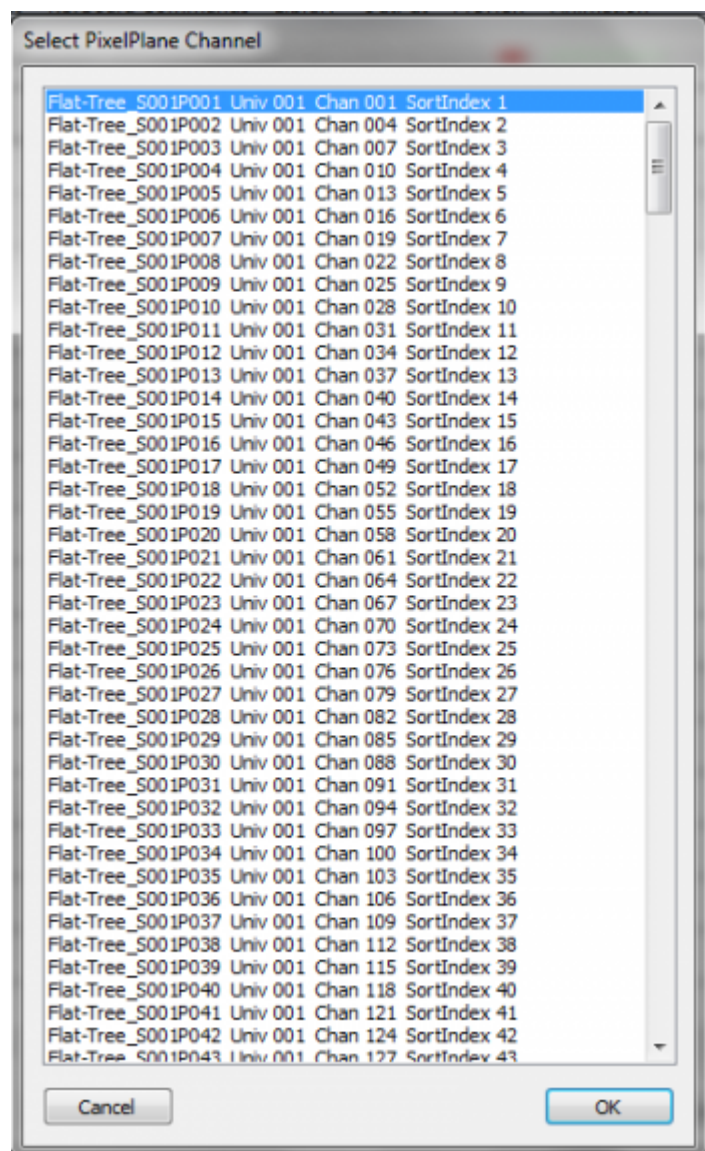 Select PixelPlane Channel
Flat-Tree_S001P001 Univ 001 Chan 001 SortIndex 1
Flat-Tree_S001P002 Univ 001 Chan 004 SortIndex 2
Flat-Tree_S001P003 Univ 001 Chan 007 SortIndex 3
Flat-Tree_S001P004 Univ 001 Chan 010 SortIndex 4
Flat-Tree_S001P005 Univ 001 Chan 013 SortIndex 5
Flat-Tree_S001P006 Univ 001 Chan 016 SortIndex 6
Flat-Tree_S001P007 Univ 001 Chan 019 SortIndex 7
Flat-Tree_S001P008 Univ 001 Chan 022 SortIndex 8
Flat-Tree_S001P009 Univ 001 Chan 025 SortIndex 9
Flat-Tree_S001P010 Univ 001 Chan 028 SortIndex 10
Flat-Tree_S001P011 Univ 001 Chan 031 SortIndex 11
Flat-Tree_S001P012 Univ 001 Chan 034 SortIndex 12
Flat-Tree_S001P013 Univ 001 Chan 037 SortIndex 13
Flat-Tree_S001P014 Univ 001 Chan 040 SortIndex 14
Flat-Tree_S001P015 Univ 001 Chan 043 SortIndex 15
Flat-Tree_S001P016 Univ 001 Chan 046 SortIndex 16
Flat-Tree_S001P017 Univ 001 Chan 049 SortIndex 17
Flat-Tree_S001P018 Univ 001 Chan 052 SortIndex 18
Flat-Tree_S001P019 Univ 001 Chan 055 SortIndex 19
Flat-Tree_S001P020 Univ 001 Chan 058 SortIndex 20
Flat-Tree_S001P021 Univ 001 Chan 061 SortIndex 21
Flat-Tree_S001P022 Univ 001 Chan 064 SortIndex 22
Flat-Tree_S001P023 Univ 001 Chan 067 SortIndex 23
Flat-Tree_S001P024 Univ 001 Chan 070 SortIndex 24
Flat-Tree_S001P025 Univ 001 Chan 073 SortIndex 25
Flat-Tree_S001P026 Univ 001 Chan 076 SortIndex 26
Flat-Tree_S001P027 Univ 001 Chan 079 SortIndex 27
Flat-Tree_S001P028 Univ 001 Chan 082 SortIndex 28
Flat-Tree_S001P029 Univ 001 Chan 085 SortIndex 29
Flat-Tree_S001P030 Univ 001 Chan 088 SortIndex 30
Flat-Tree_S001P031 Univ 001 Chan 091 SortIndex 31
Flat-Tree_S001P032 Univ 001 Chan 094 SortIndex 32
Flat-Tree_S001P033 Univ 001 Chan 097 SortIndex 33
Flat-Tree_S001P034 Univ 001 Chan 100 SortIndex 34
Flat-Tree_S001P035 Univ 001 Chan 103 SortIndex 35
Flat-Tree_S001P036 Univ 001 Chan 106 SortIndex 36
Flat-Tree_S001P037 Univ 001 Chan 109 SortIndex 37
Flat-Tree_S001P038 Univ 001 Chan 112 SortIndex 38
Flat-Tree_S001P039 Univ 001 Chan 115 SortIndex 39
Flat-Tree_S001P040 Univ 001 Chan 118 SortIndex 40
Flat-Tree_S001P041 Univ 001 Chan 121 SortIndex 41
Flat-Tree_S001P042 Univ 001 Chan 124 SortIndex 42
Flat-Tree_S001P043 Univ 001 Chan 127 SortIndex 43
Cancel OK